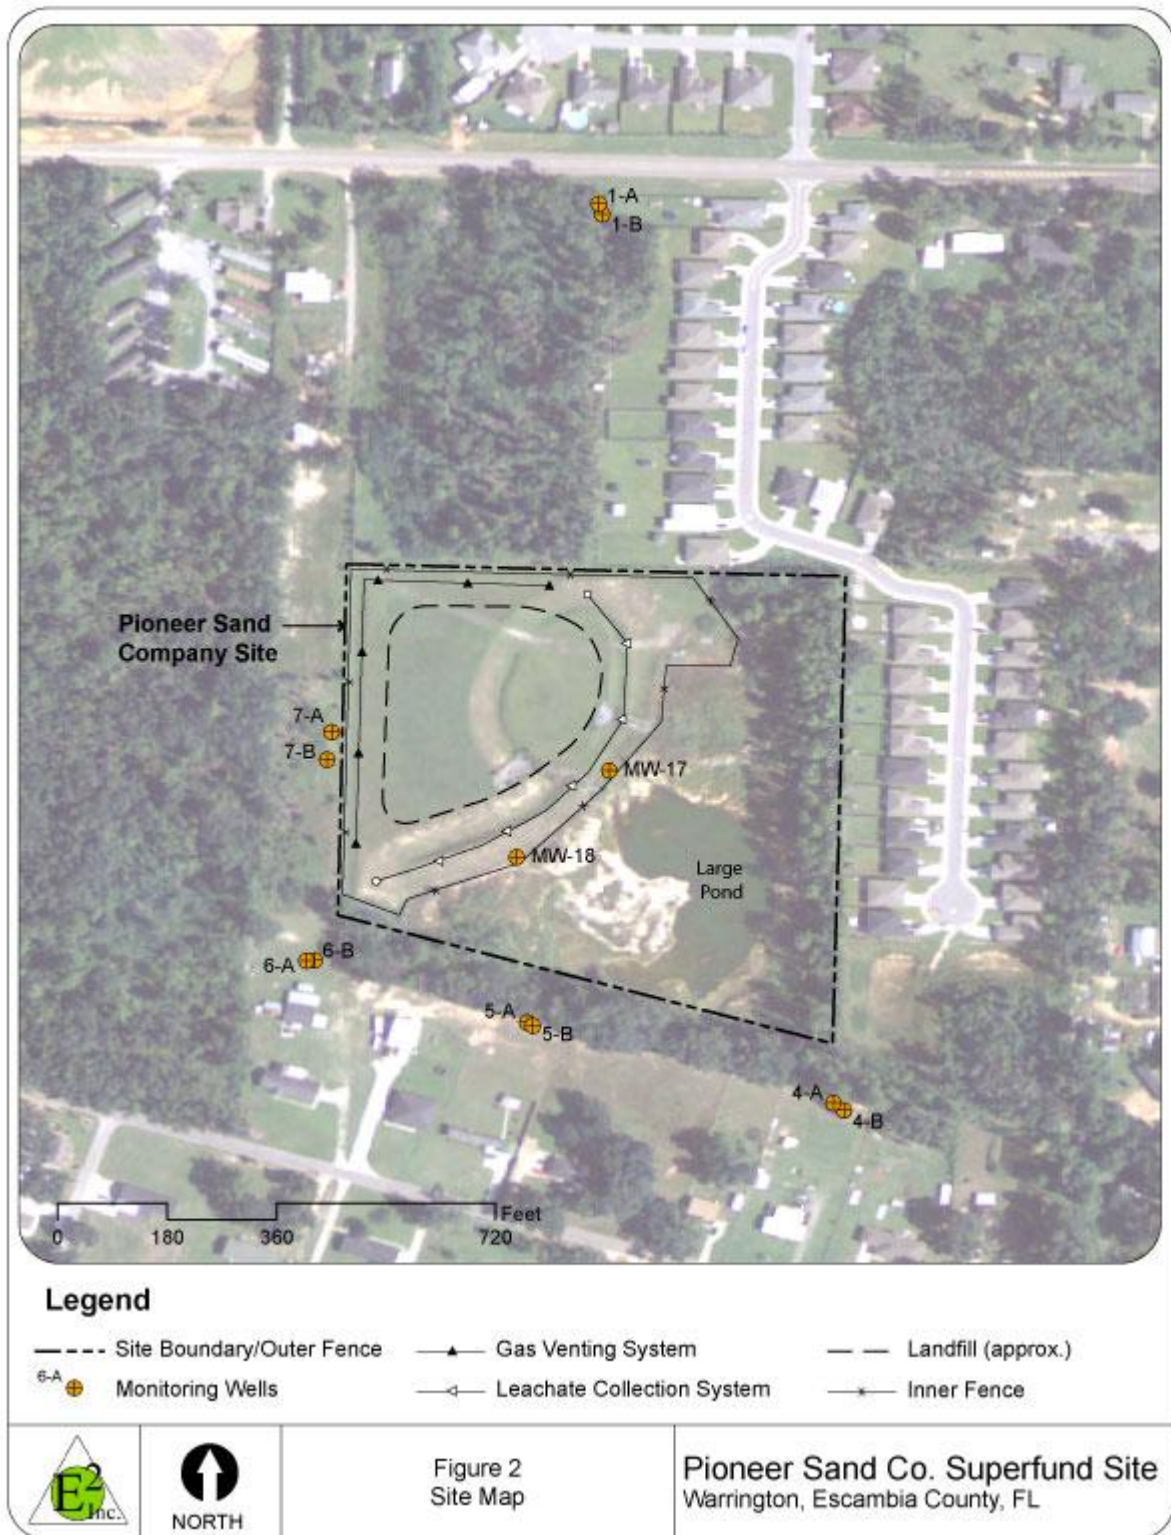 1-A
1-B
Pioneer Sand
Company Site
7-A
7-B
MW-17
MW-18
Large
Pond
6-B
6-A
5-A
5-B
4-A
4-B
Feet
0 180 360 720
Legend
Site Boundary/Outer Fence
Gas Venting System
Landfill (approx.)
6-A
Monitoring Wells
Leachate Collection System
Inner Fence
E2
Inc.
NORTH
Figure 2
Site Map
Pioneer Sand Co. Superfund Site
Warrington, Escambia County, FL